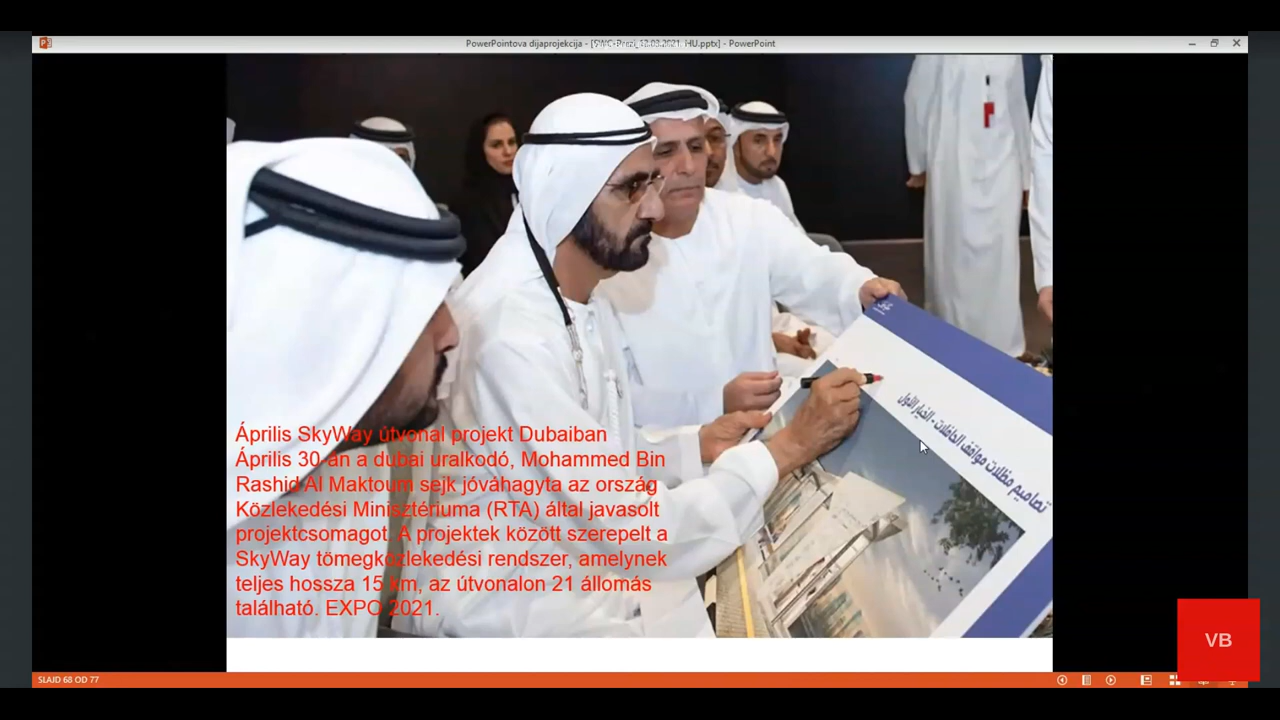 PowerPointova dijaprojekcija - [SWC-Prezi_12.03.2021._HU.pptx] - PowerPoint
تصاميم مظلات مواقف الحافلات - الخيار الأول
Április SkyWay útvonal projekt Dubaiban
Április 30-án a dubai uralkodó, Mohammed Bin
Rashid Al Maktoum sejk jóváhagyta az ország
Közlekedési Minisztériuma (RTA) által javasolt
projektcsomagot. A projektek között szerepelt a
SkyWay tömegközlekedési rendszer, amelynek
teljes hossza 15 km, az útvonalon 21 állomás
található. EXPO 2021.
VB
SLAJD 68 OD 77